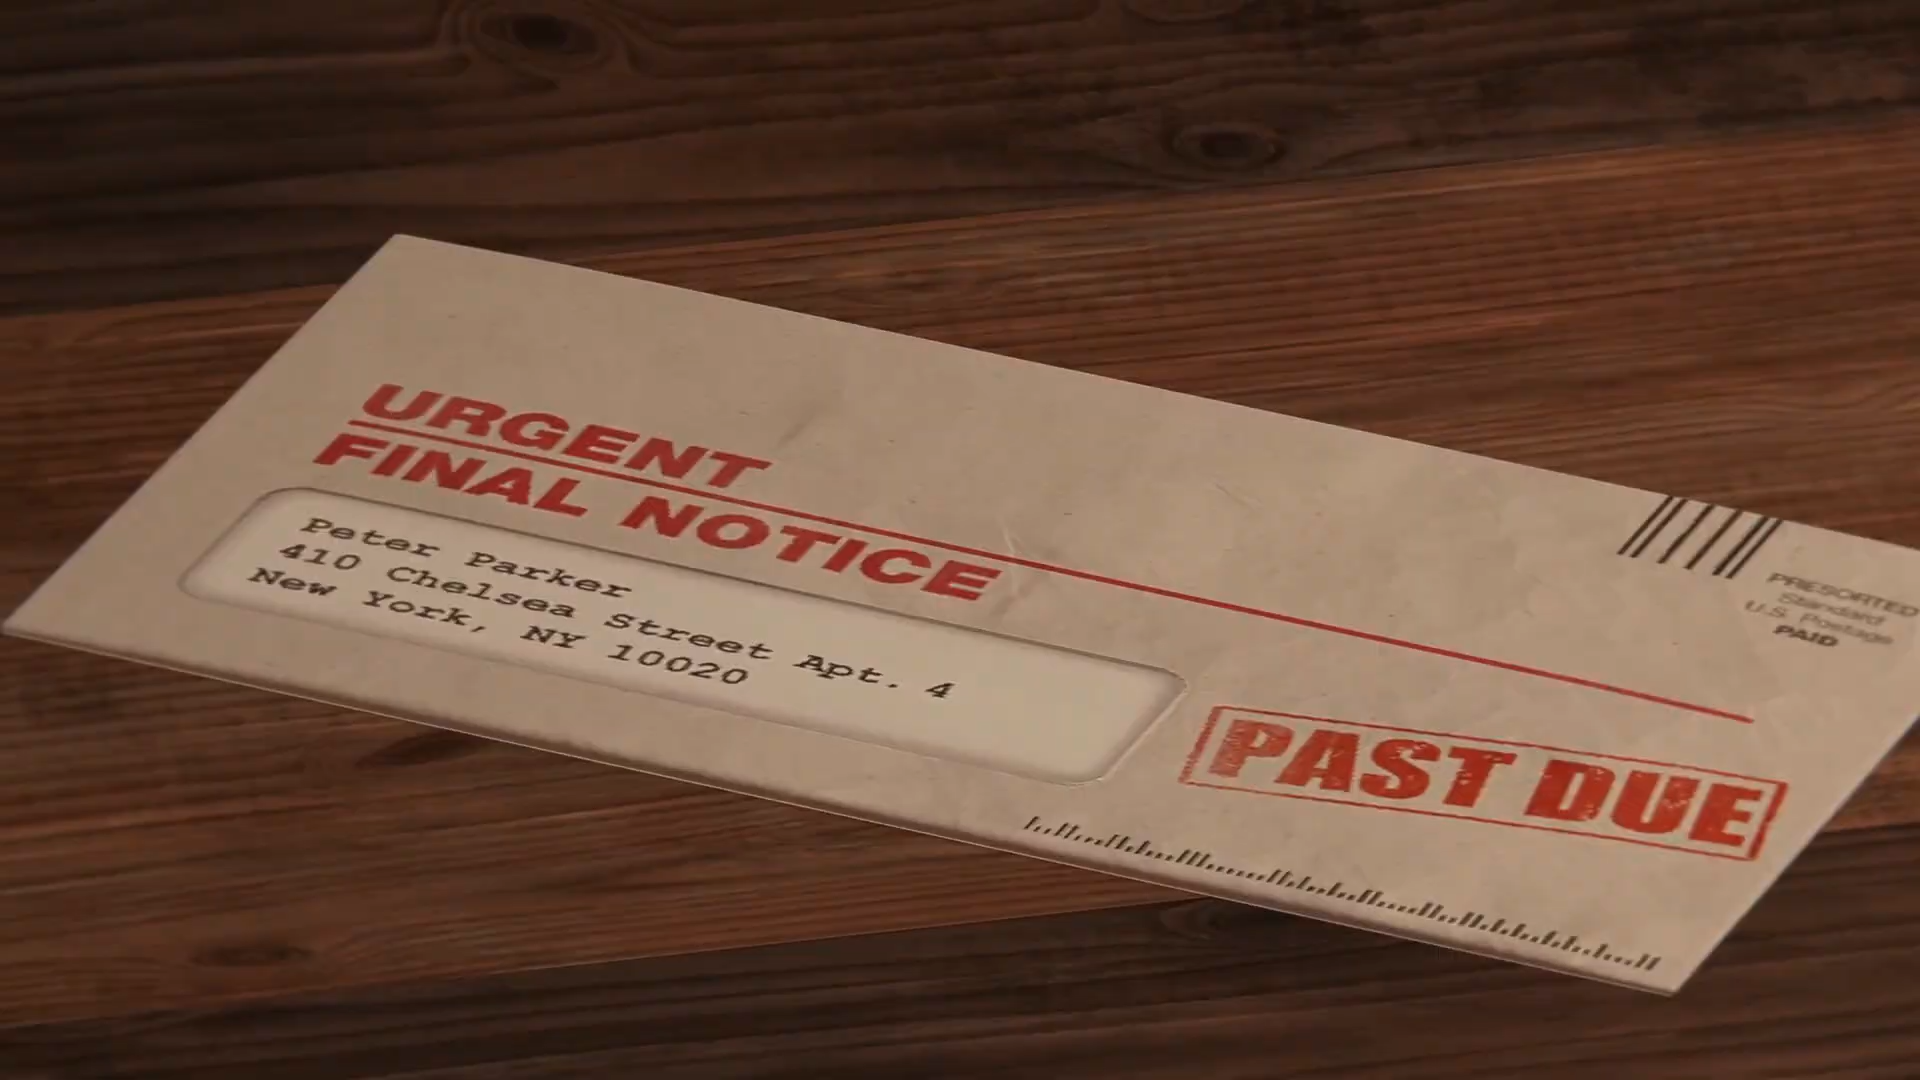 URGENT
FINAL NOTICE
Peter Parker
410 Chelsea Street Apt. 4
New York, NY 10020
PRESORTED
Standard
U.S. Postage
PAID
PAST DUE